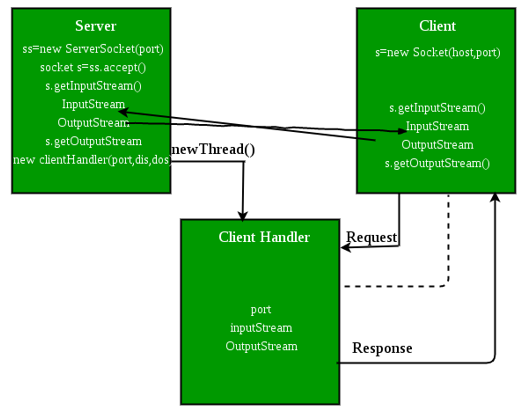 Server
ss=new ServerSocket(port)
socket s=ss.accept()
s.getInputStream()
InputStream
OutputStream
s.getOutputStream
new clientHandler(port,dis,dos)
Client
s=new Socket(host,port)
s.getInputStream()
InputStream
OutputStream
s.getOutputStream()
newThread()
Request
Client Handler
port
inputStream
OutputStream
Response